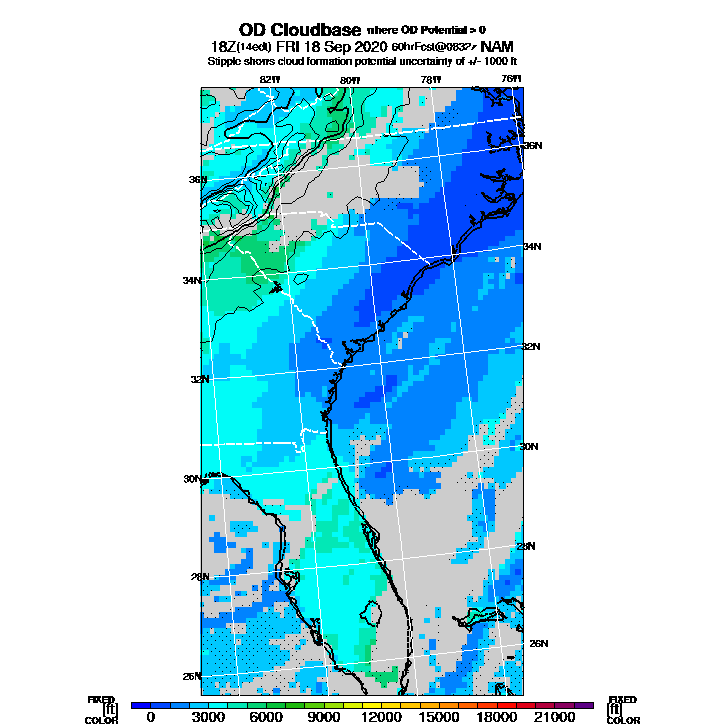 OD Cloudbase where OD Potential > 0
18Z(14edt) FRI 18 Sep 2020 60hrFcst@0832z NAM
Stipple shows cloud formation potential uncertainty of +/- 1000 ft
82W 80W 78W 76W
36N 36N
34N 34N
32N 32N
30N 30N
28N 28N
26N 26N
FIXED FIXED
[ft] [ft]
COLOR COLOR
0 3000 6000 9000 12000 15000 18000 21000